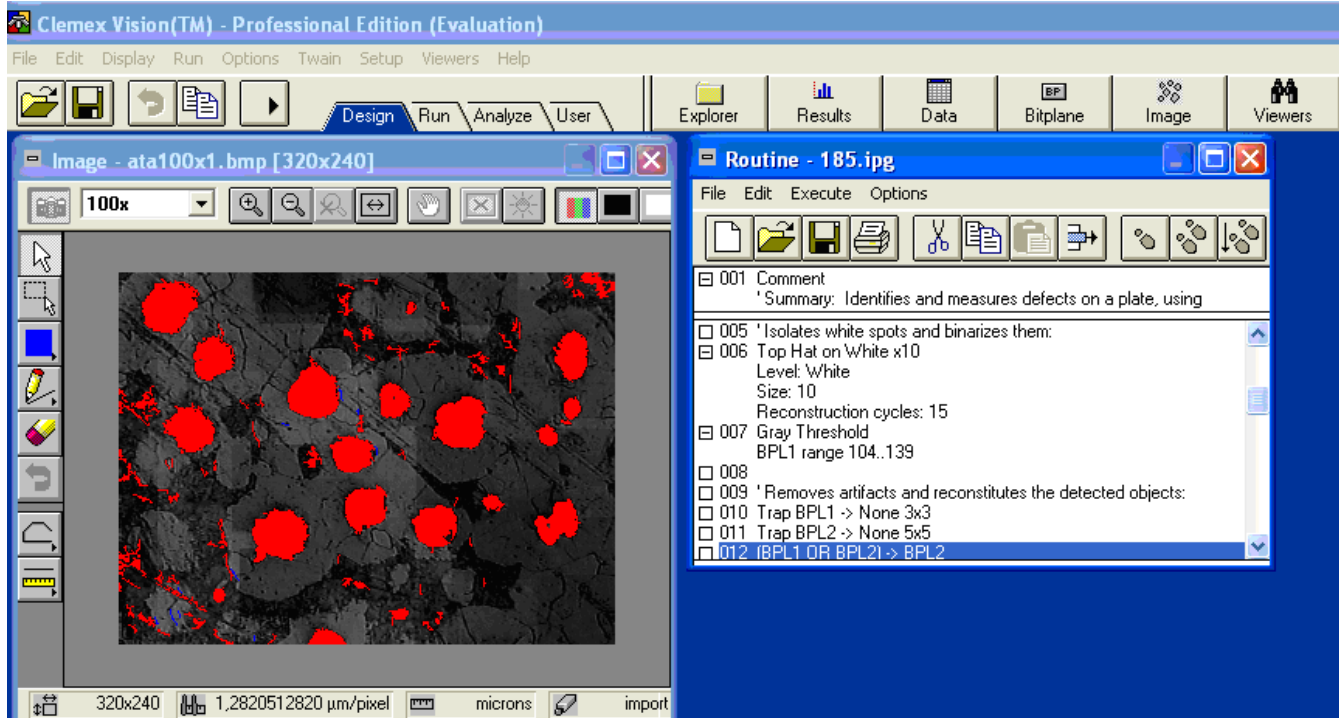 Clemex Vision(TM) - Professional Edition (Evaluation)
File Edit Display Run Options Twain Setup Viewers Help
Design Run Analyze User Explorer Results Data BP Bitplane Image Viewers
Image - ata100x1.bmp [320x240]
100x
Routine - 185.ipg
File Edit Execute Options
001 Comment
' Summary: Identifies and measures defects on a plate, using
005 ' Isolates white spots and binarizes them:
006 Top Hat on White x10
Level: White
Size: 10
Reconstruction cycles: 15
007 Gray Threshold
BPL1 range 104..139
008
009 ' Removes artifacts and reconstitutes the detected objects:
010 Trap BPL1 -> None 3x3
011 Trap BPL2 -> None 5x5
012 (BPL1 OR BPL2) -> BPL2
320x240 1,2820512820 µm/pixel microns import